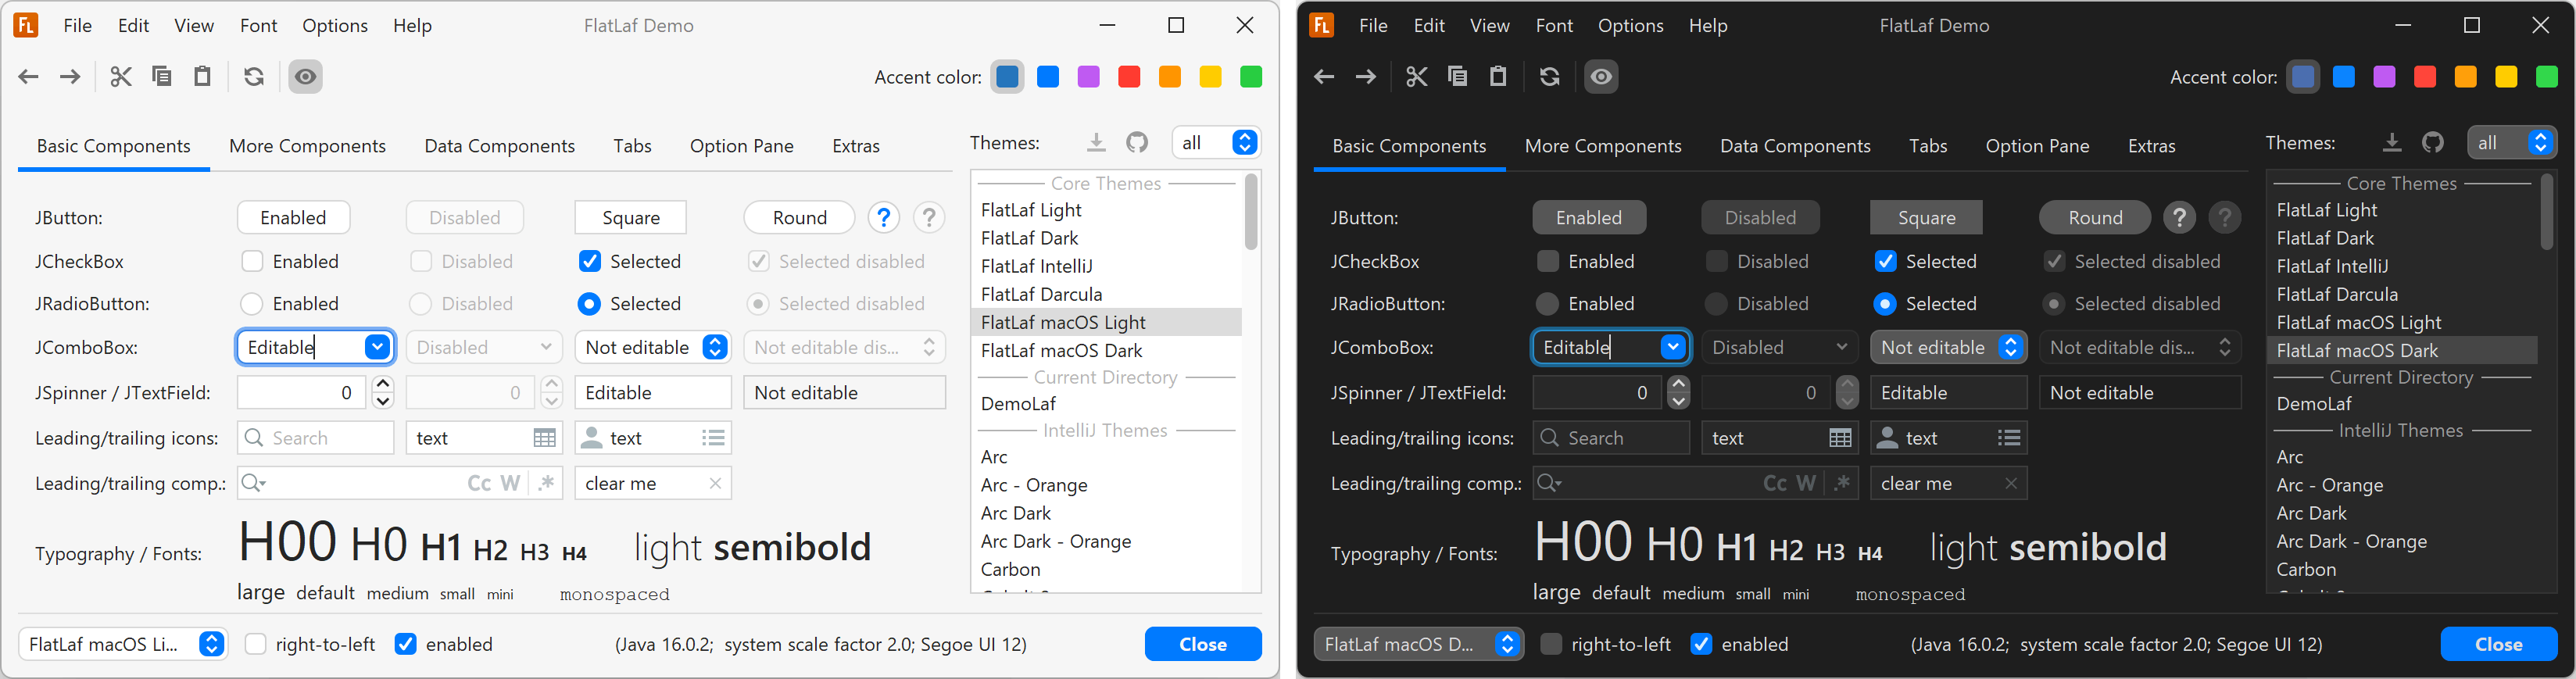 FL File Edit View Font Options Help FlatLaf Demo
Accent color:
Basic Components More Components Data Components Tabs Option Pane Extras
Themes: all
JButton: Enabled Disabled Square Round ? ?
JCheckBox Enabled Disabled Selected Selected disabled
JRadioButton: Enabled Disabled Selected Selected disabled
JComboBox: Editable Disabled Not editable Not editable dis...
JSpinner / JTextField: 0 0 Editable Not editable
Leading/trailing icons: Search text text
Leading/trailing comp.: Cc W .* clear me
Typography / Fonts: H00 H0 H1 H2 H3 H4 light semibold
large default medium small mini monospaced
Core Themes
FlatLaf Light
FlatLaf Dark
FlatLaf IntelliJ
FlatLaf Darcula
FlatLaf macOS Light
FlatLaf macOS Dark
Current Directory
DemoLaf
IntelliJ Themes
Arc
Arc - Orange
Arc Dark
Arc Dark - Orange
Carbon
FlatLaf macOS Li... right-to-left enabled (Java 16.0.2; system scale factor 2.0; Segoe UI 12) Close
FL File Edit View Font Options Help FlatLaf Demo
Accent color:
Basic Components More Components Data Components Tabs Option Pane Extras
Themes: all
JButton: Enabled Disabled Square Round ? ?
JCheckBox Enabled Disabled Selected Selected disabled
JRadioButton: Enabled Disabled Selected Selected disabled
JComboBox: Editable Disabled Not editable Not editable dis...
JSpinner / JTextField: 0 0 Editable Not editable
Leading/trailing icons: Search text text
Leading/trailing comp.: Cc W .* clear me
Typography / Fonts: H00 H0 H1 H2 H3 H4 light semibold
large default medium small mini monospaced
Core Themes
FlatLaf Light
FlatLaf Dark
FlatLaf IntelliJ
FlatLaf Darcula
FlatLaf macOS Light
FlatLaf macOS Dark
Current Directory
DemoLaf
IntelliJ Themes
Arc
Arc - Orange
Arc Dark
Arc Dark - Orange
Carbon
FlatLaf macOS D... right-to-left enabled (Java 16.0.2; system scale factor 2.0; Segoe UI 12) Close